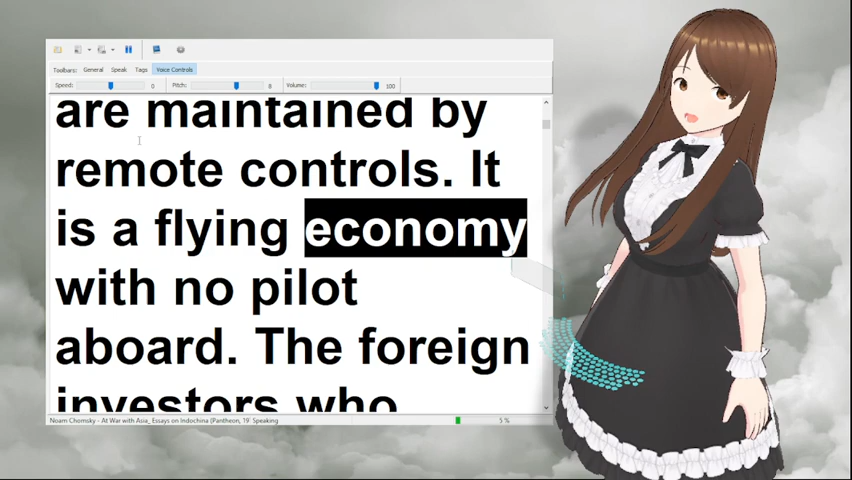 Toolbars: General Speak Tags Voice Controls
Speed: 0 Pitch: 8 Volume: 100
are maintained by
remote controls. It
is a flying economy
with no pilot
aboard. The foreign
investors who
Noam Chomsky - At War with Asia_ Essays on Indochina (Pantheon, 19' Speaking 5 %